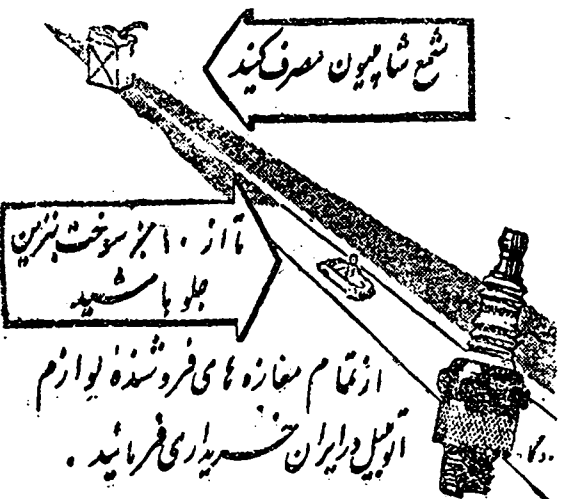 شمع شامپیون مصرف کنید
تا از ۱۰٪ سوخت بنزین
جلو باشید
از تمام مغازه های فروشندهٔ لوازم
اتومبیل در ایران خریداری فرمائید .